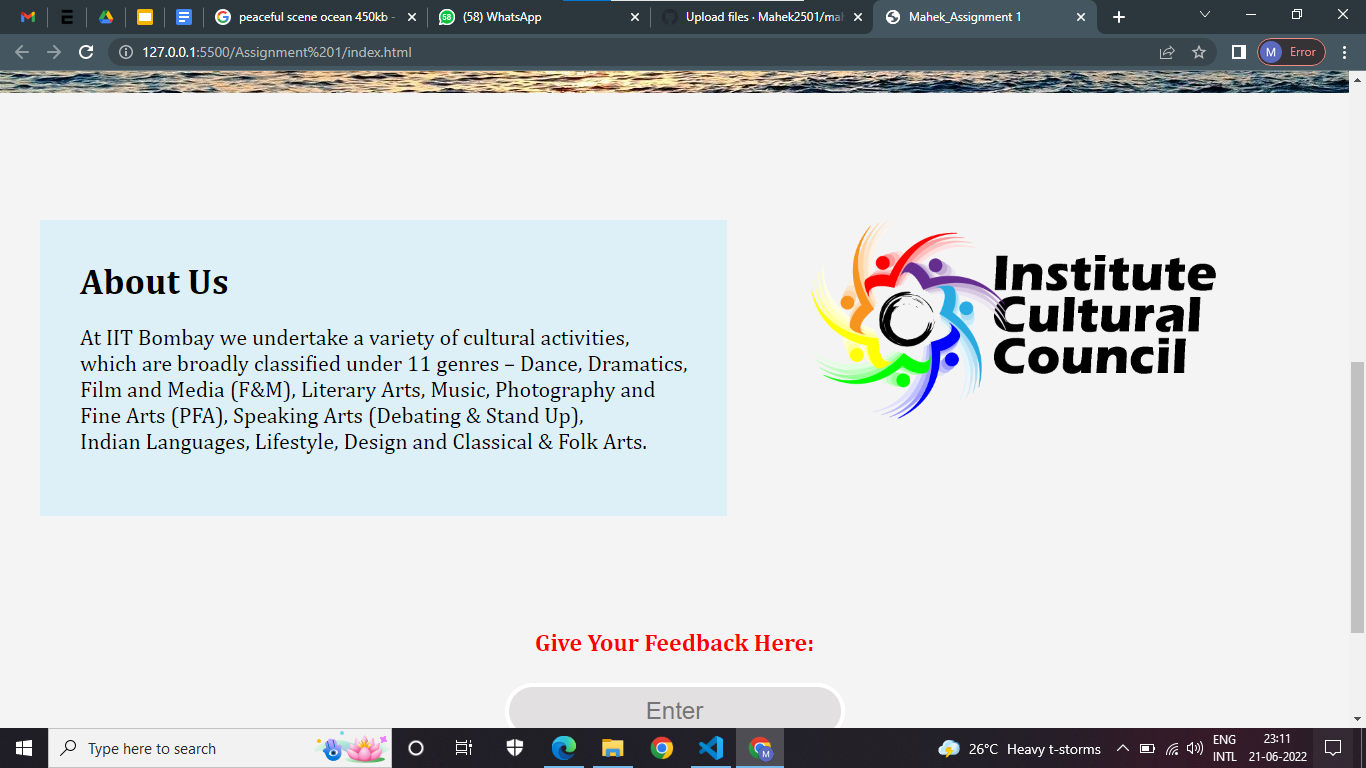 peaceful scene ocean 450kb -
(58) WhatsApp
Upload files · Mahek2501/mah
Mahek_Assignment 1
127.0.0.1:5500/Assignment%201/index.html
M
Error
About Us
At IIT Bombay we undertake a variety of cultural activities,
which are broadly classified under 11 genres – Dance, Dramatics,
Film and Media (F&M), Literary Arts, Music, Photography and
Fine Arts (PFA), Speaking Arts (Debating & Stand Up),
Indian Languages, Lifestyle, Design and Classical & Folk Arts.
Institute
Cultural
Council
Give Your Feedback Here:
Enter
Type here to search
26°C Heavy t-storms
ENG
INTL
23:11
21-06-2022